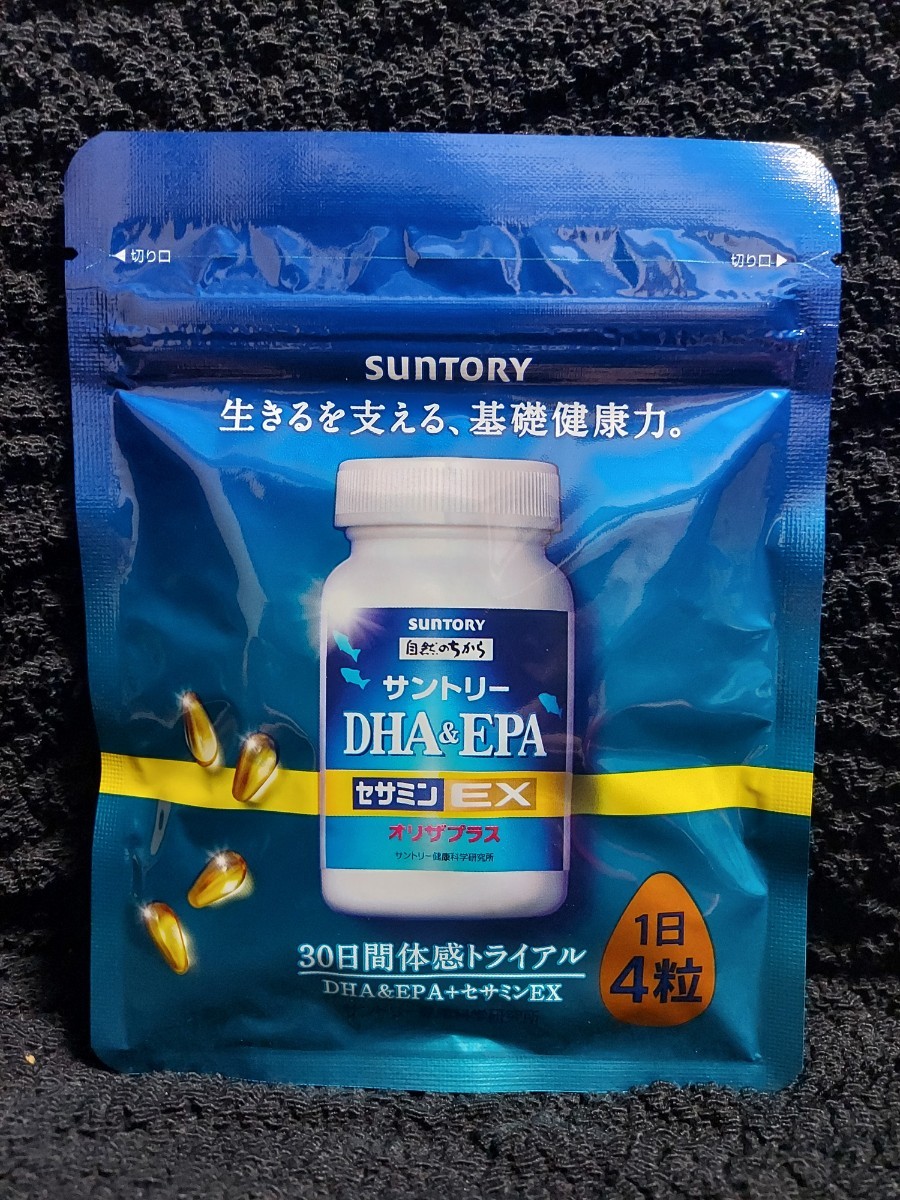 ◀切り口 切り口▶
SUNTORY
生きるを支える、基礎健康力。
SUNTORY
自然のちから
サントリー
DHA&EPA
セサミンEX
オリザプラス
サントリー健康科学研究所
30日間体感トライアル
DHA&EPA+セサミンEX
1日
4粒